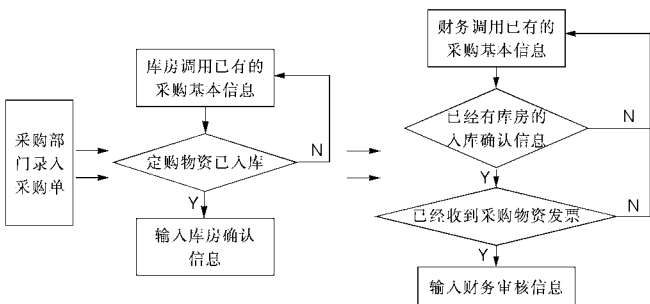 采购部
门录入
采购单
库房调用已有的
采购基本信息
定购物资已入库
N
Y
输入库房确认
信息
财务调用已有的
采购基本信息
已经有库房的
入库确认信息
N
Y
已经收到采购物资发票
N
Y
输入财务审核信息